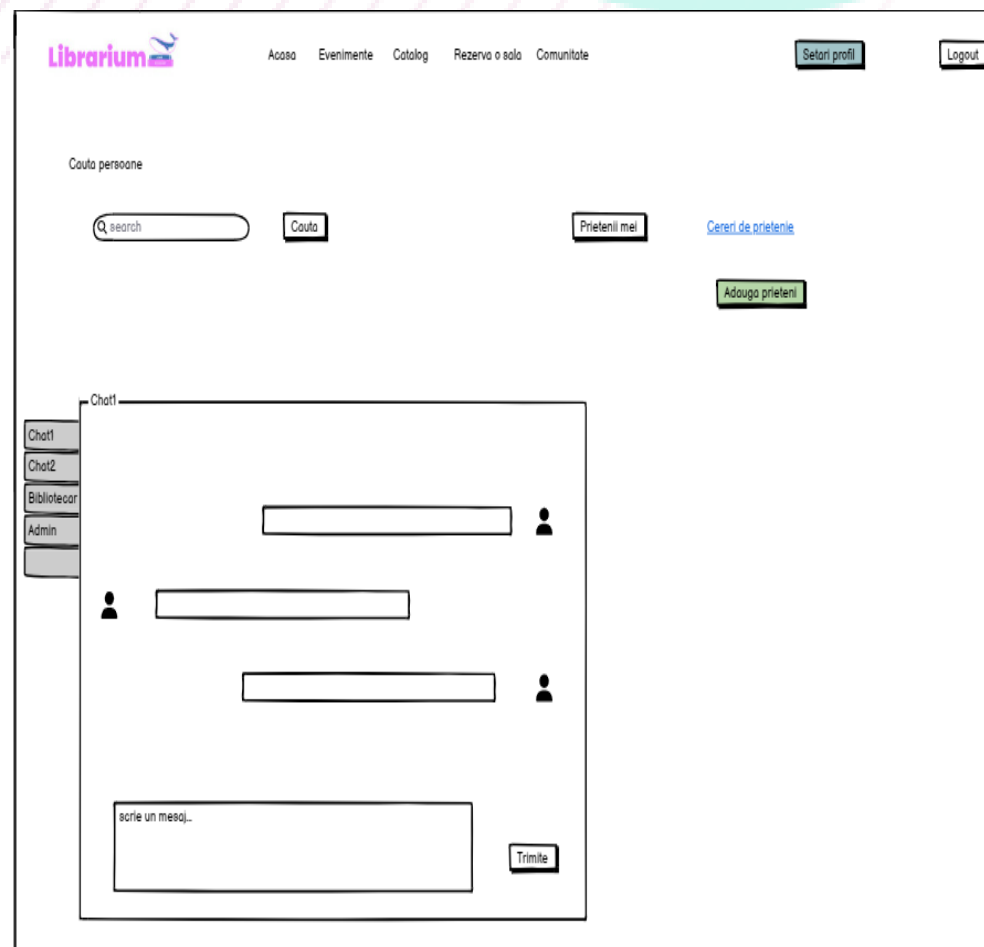 Librarium
Acasa Evenimente Catalog Rezerva o sala Comunitate Setari profil Logout
Cauta persoane
search Cauta Prietenii mei Cereri de prietenie
Adauga prieteni
Chat1
Chat1
Chat2
Bibliotecar
Admin
scrie un mesaj...
Trimite